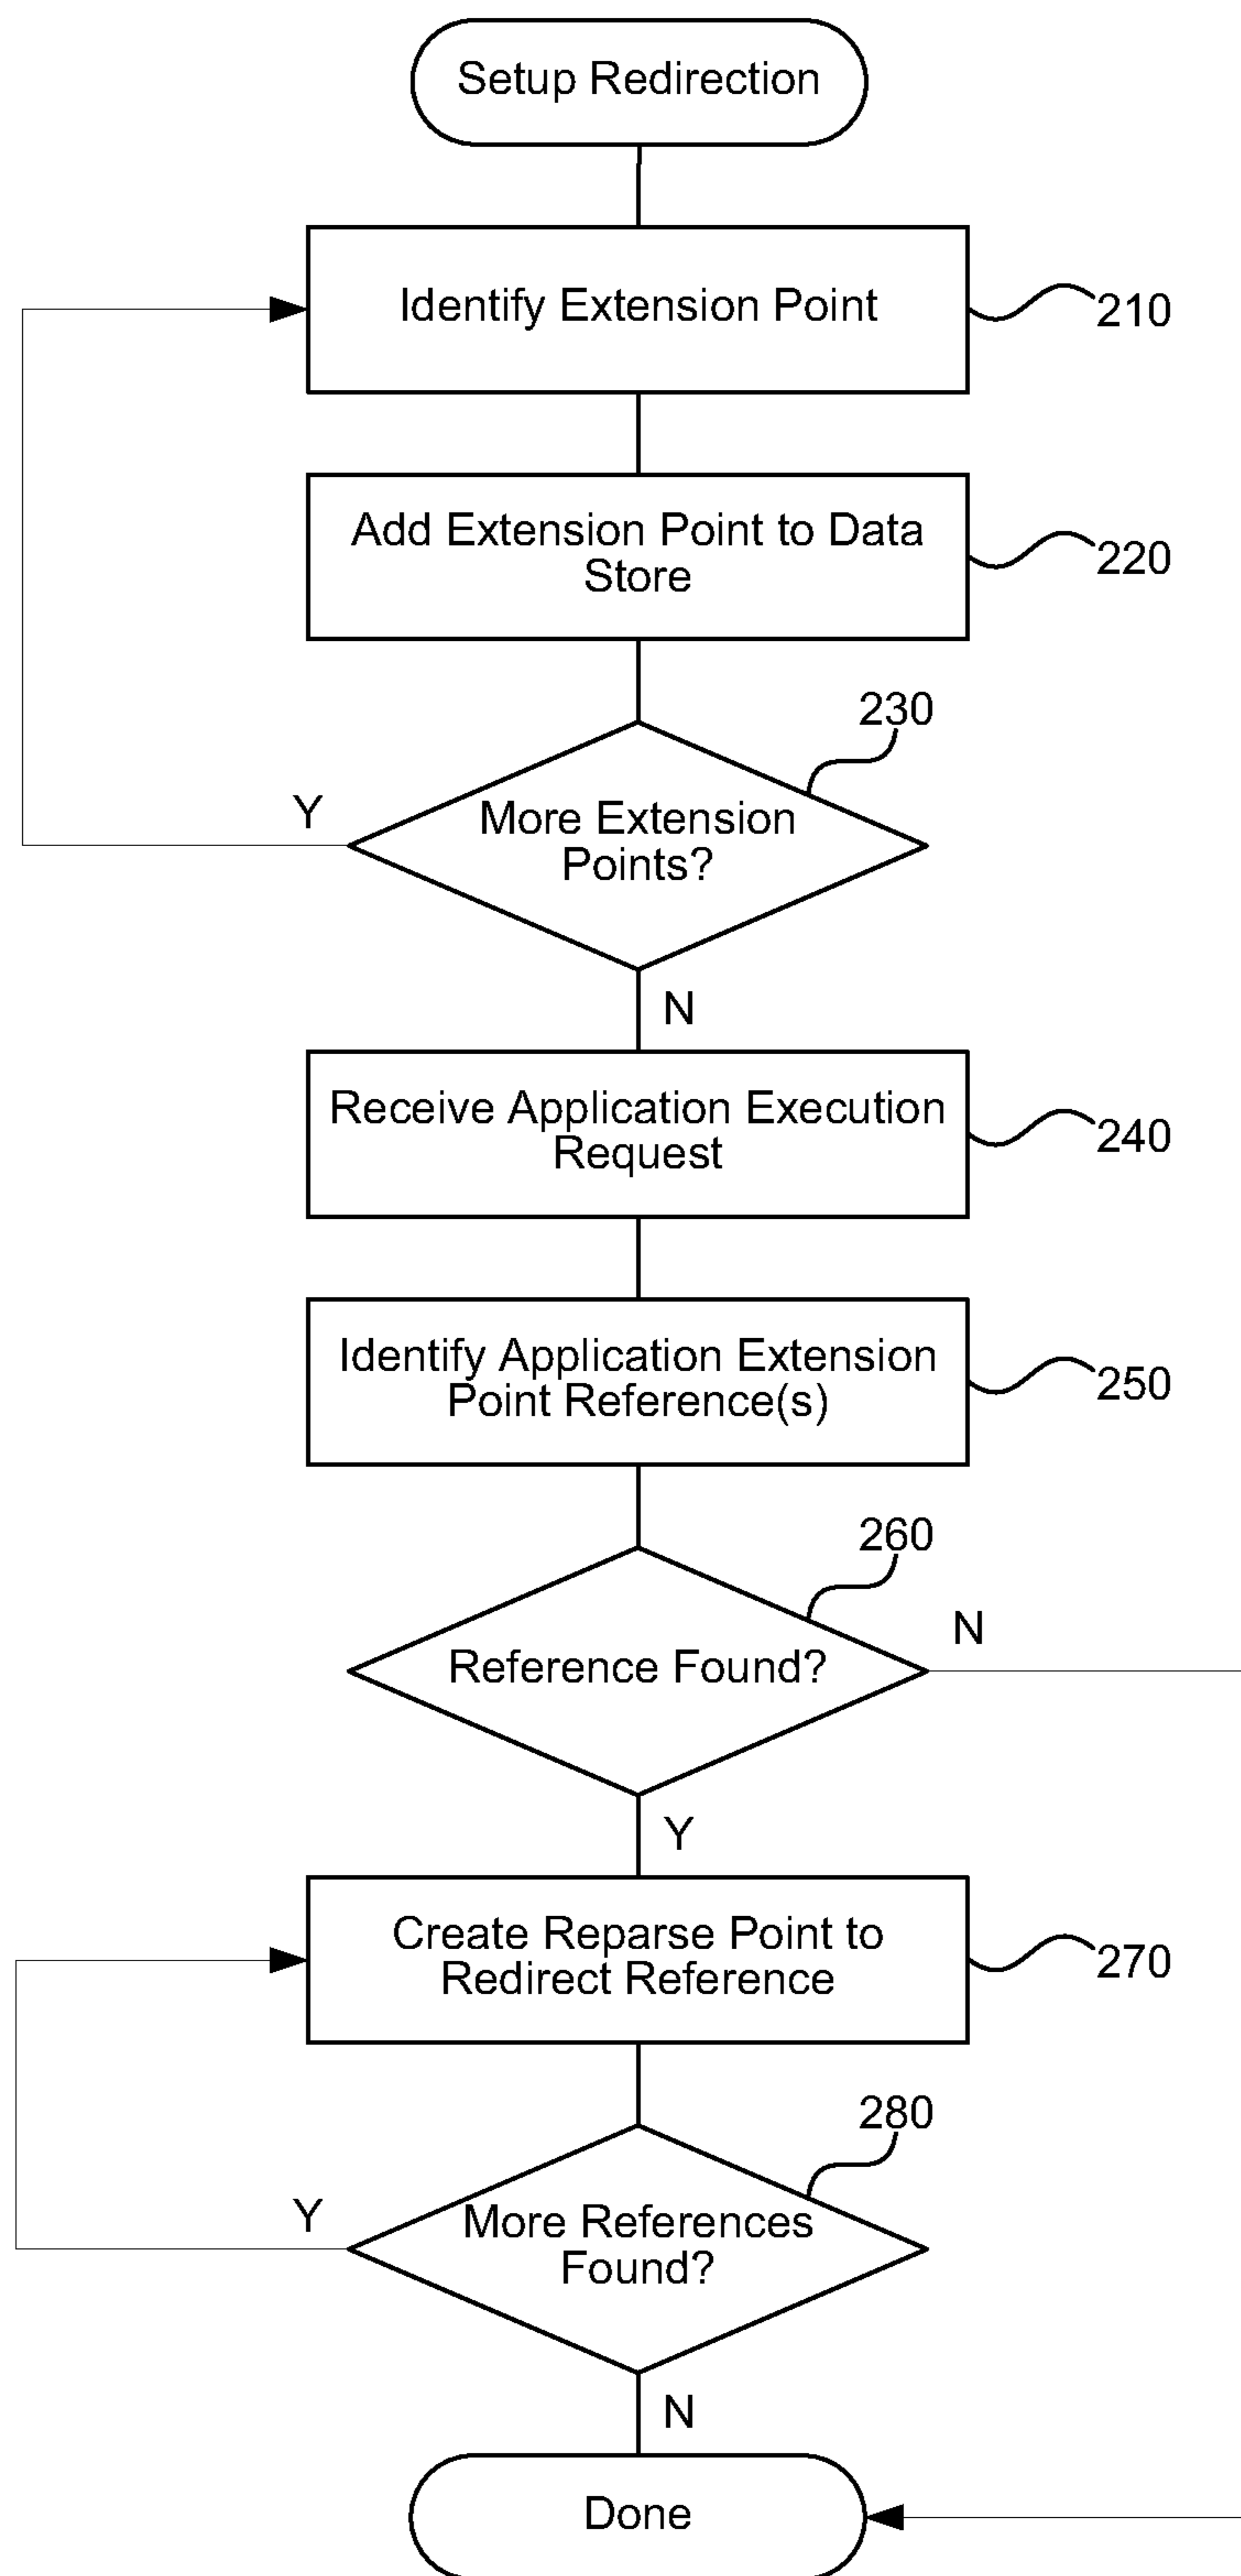 Setup Redirection
Identify Extension Point
210
Add Extension Point to Data
Store
220
230
More Extension
Points?
Y
N
Receive Application Execution
Request
240
Identify Application Extension
Point Reference(s)
250
260
Reference Found?
N
Y
Create Reparse Point to
Redirect Reference
270
280
More References
Found?
Y
N
Done